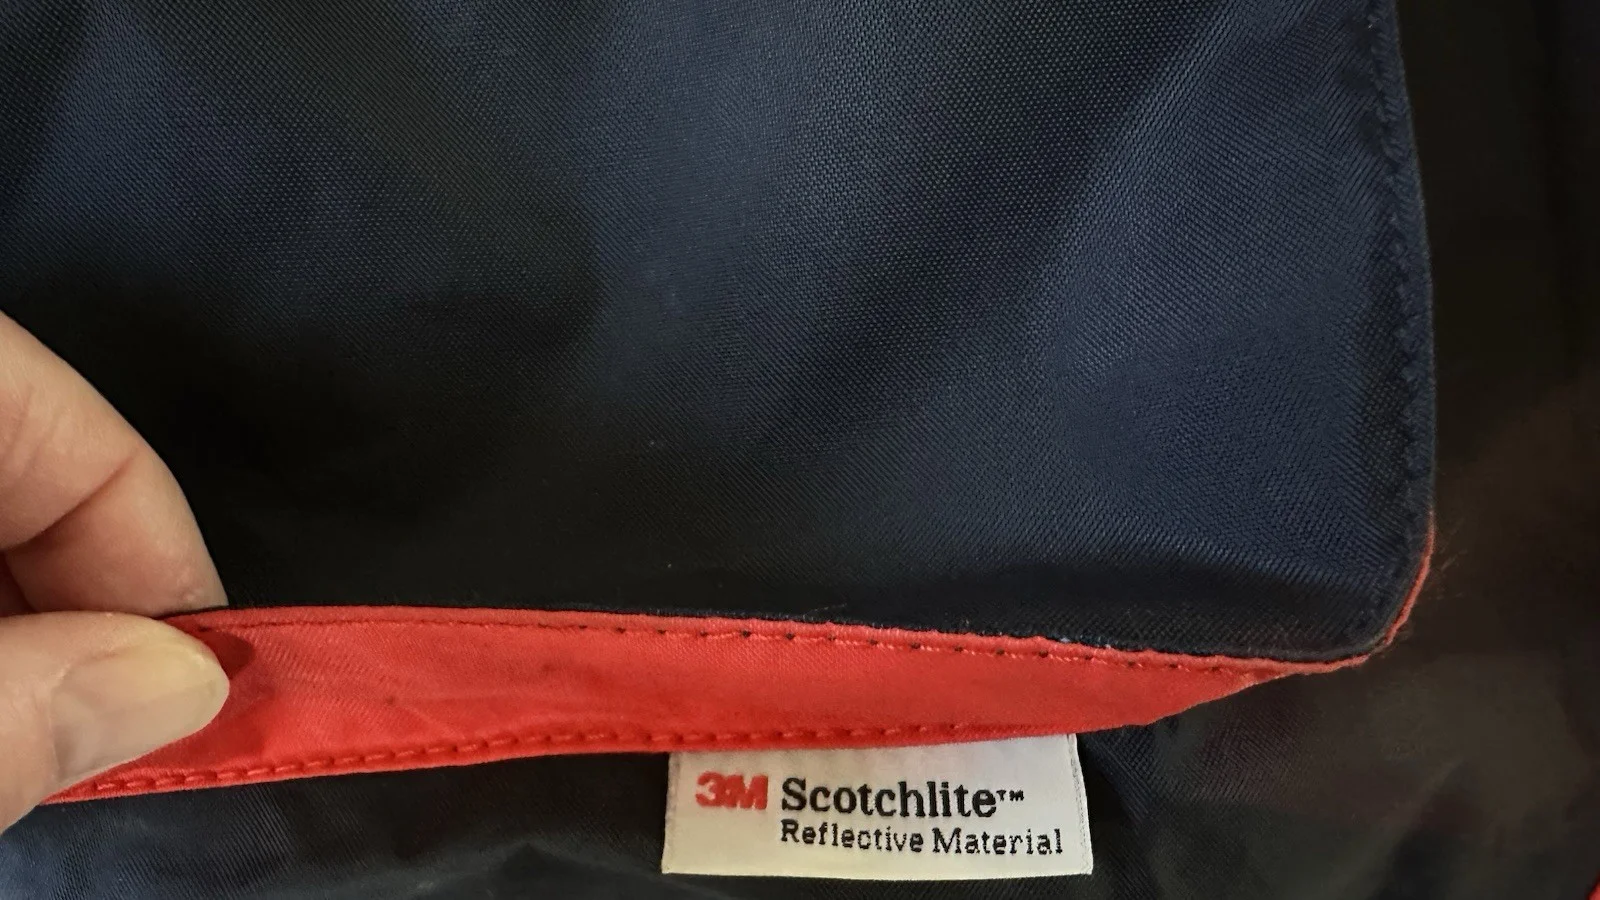 3M Scotchlite™
Reflective Material